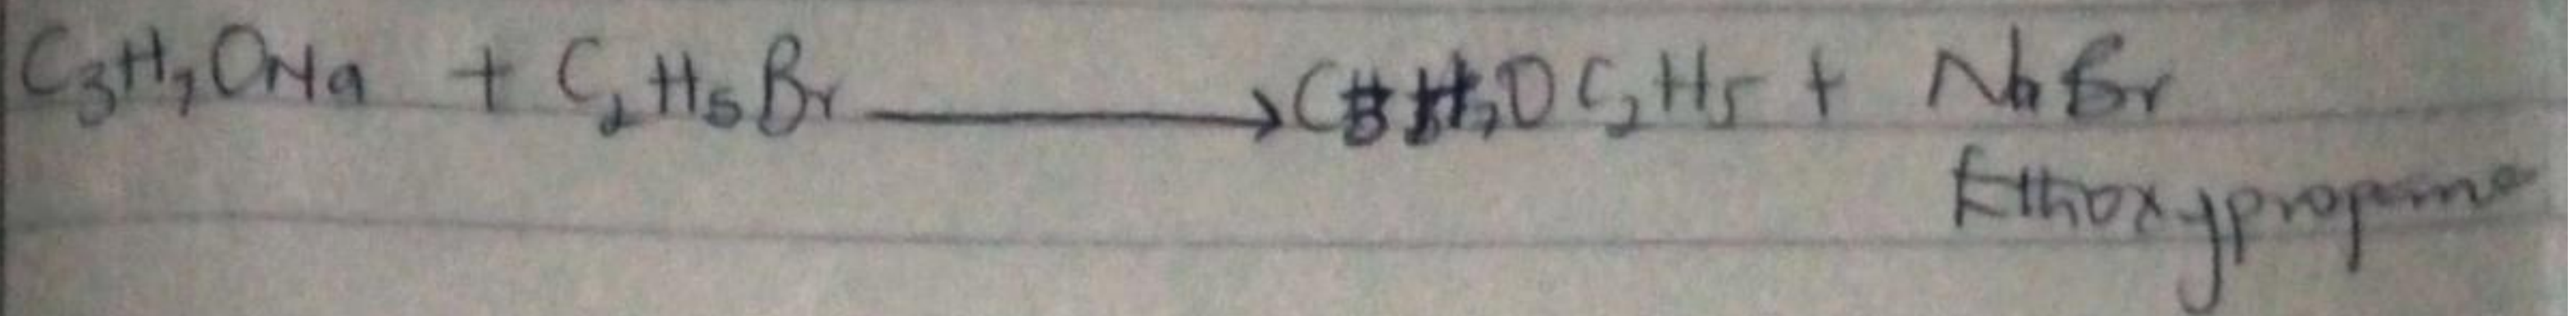 C₃H₇ONa + C₂H₅Br ⟶ C₃H₇OC₂H₅ + NaBr
Ethoxypropane